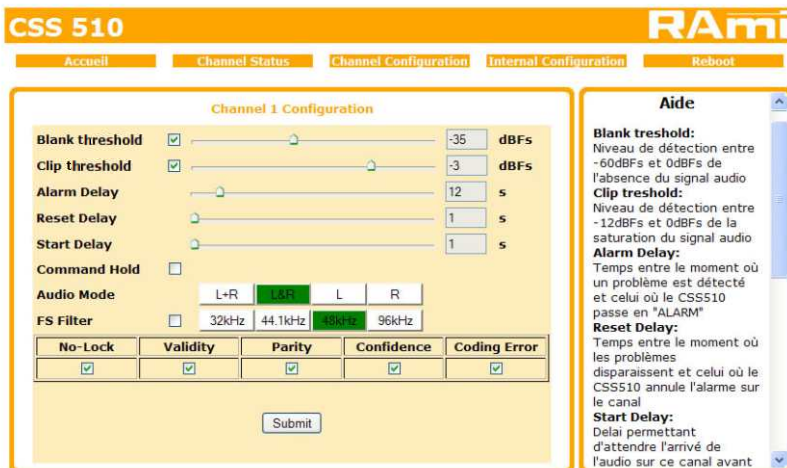 CSS 510
RAmi
Accueil Channel Status Channel Configuration Internal Configuration Reboot
Channel 1 Configuration
Blank threshold -35 dBFs
Clip threshold -3 dBFs
Alarm Delay 12 s
Reset Delay 1 s
Start Delay 1 s
Command Hold
Audio Mode L+R L&R L R
FS Filter 32kHz 44.1kHz 48kHz 96kHz
No-Lock Validity Parity Confidence Coding Error
Submit
Aide
Blank treshold:
Niveau de détection entre
-60dBFs et 0dBFs de
l'absence du signal audio
Clip treshold:
Niveau de détection entre
-12dBFs et 0dBFs de la
saturation du signal audio
Alarm Delay:
Temps entre le moment où
un problème est détecté
et celui où le CSS510
passe en "ALARM"
Reset Delay:
Temps entre le moment où
les problèmes
disparaissent et celui où le
CSS510 annule l'alarme sur
le canal
Start Delay:
Delai permettant
d'attendre l'arrivé de
l'audio sur ce canal avant